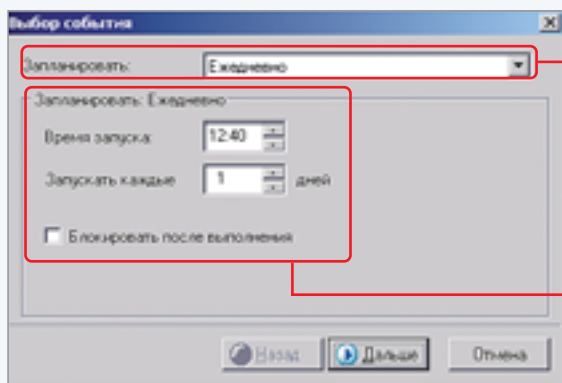 Выбор события
Запланировать: Ежедневно
Запланировать: Ежедневно
Время запуска: 12:40
Запускать каждые 1 дней
Блокировать после выполнения
Назад Дальше Отмена